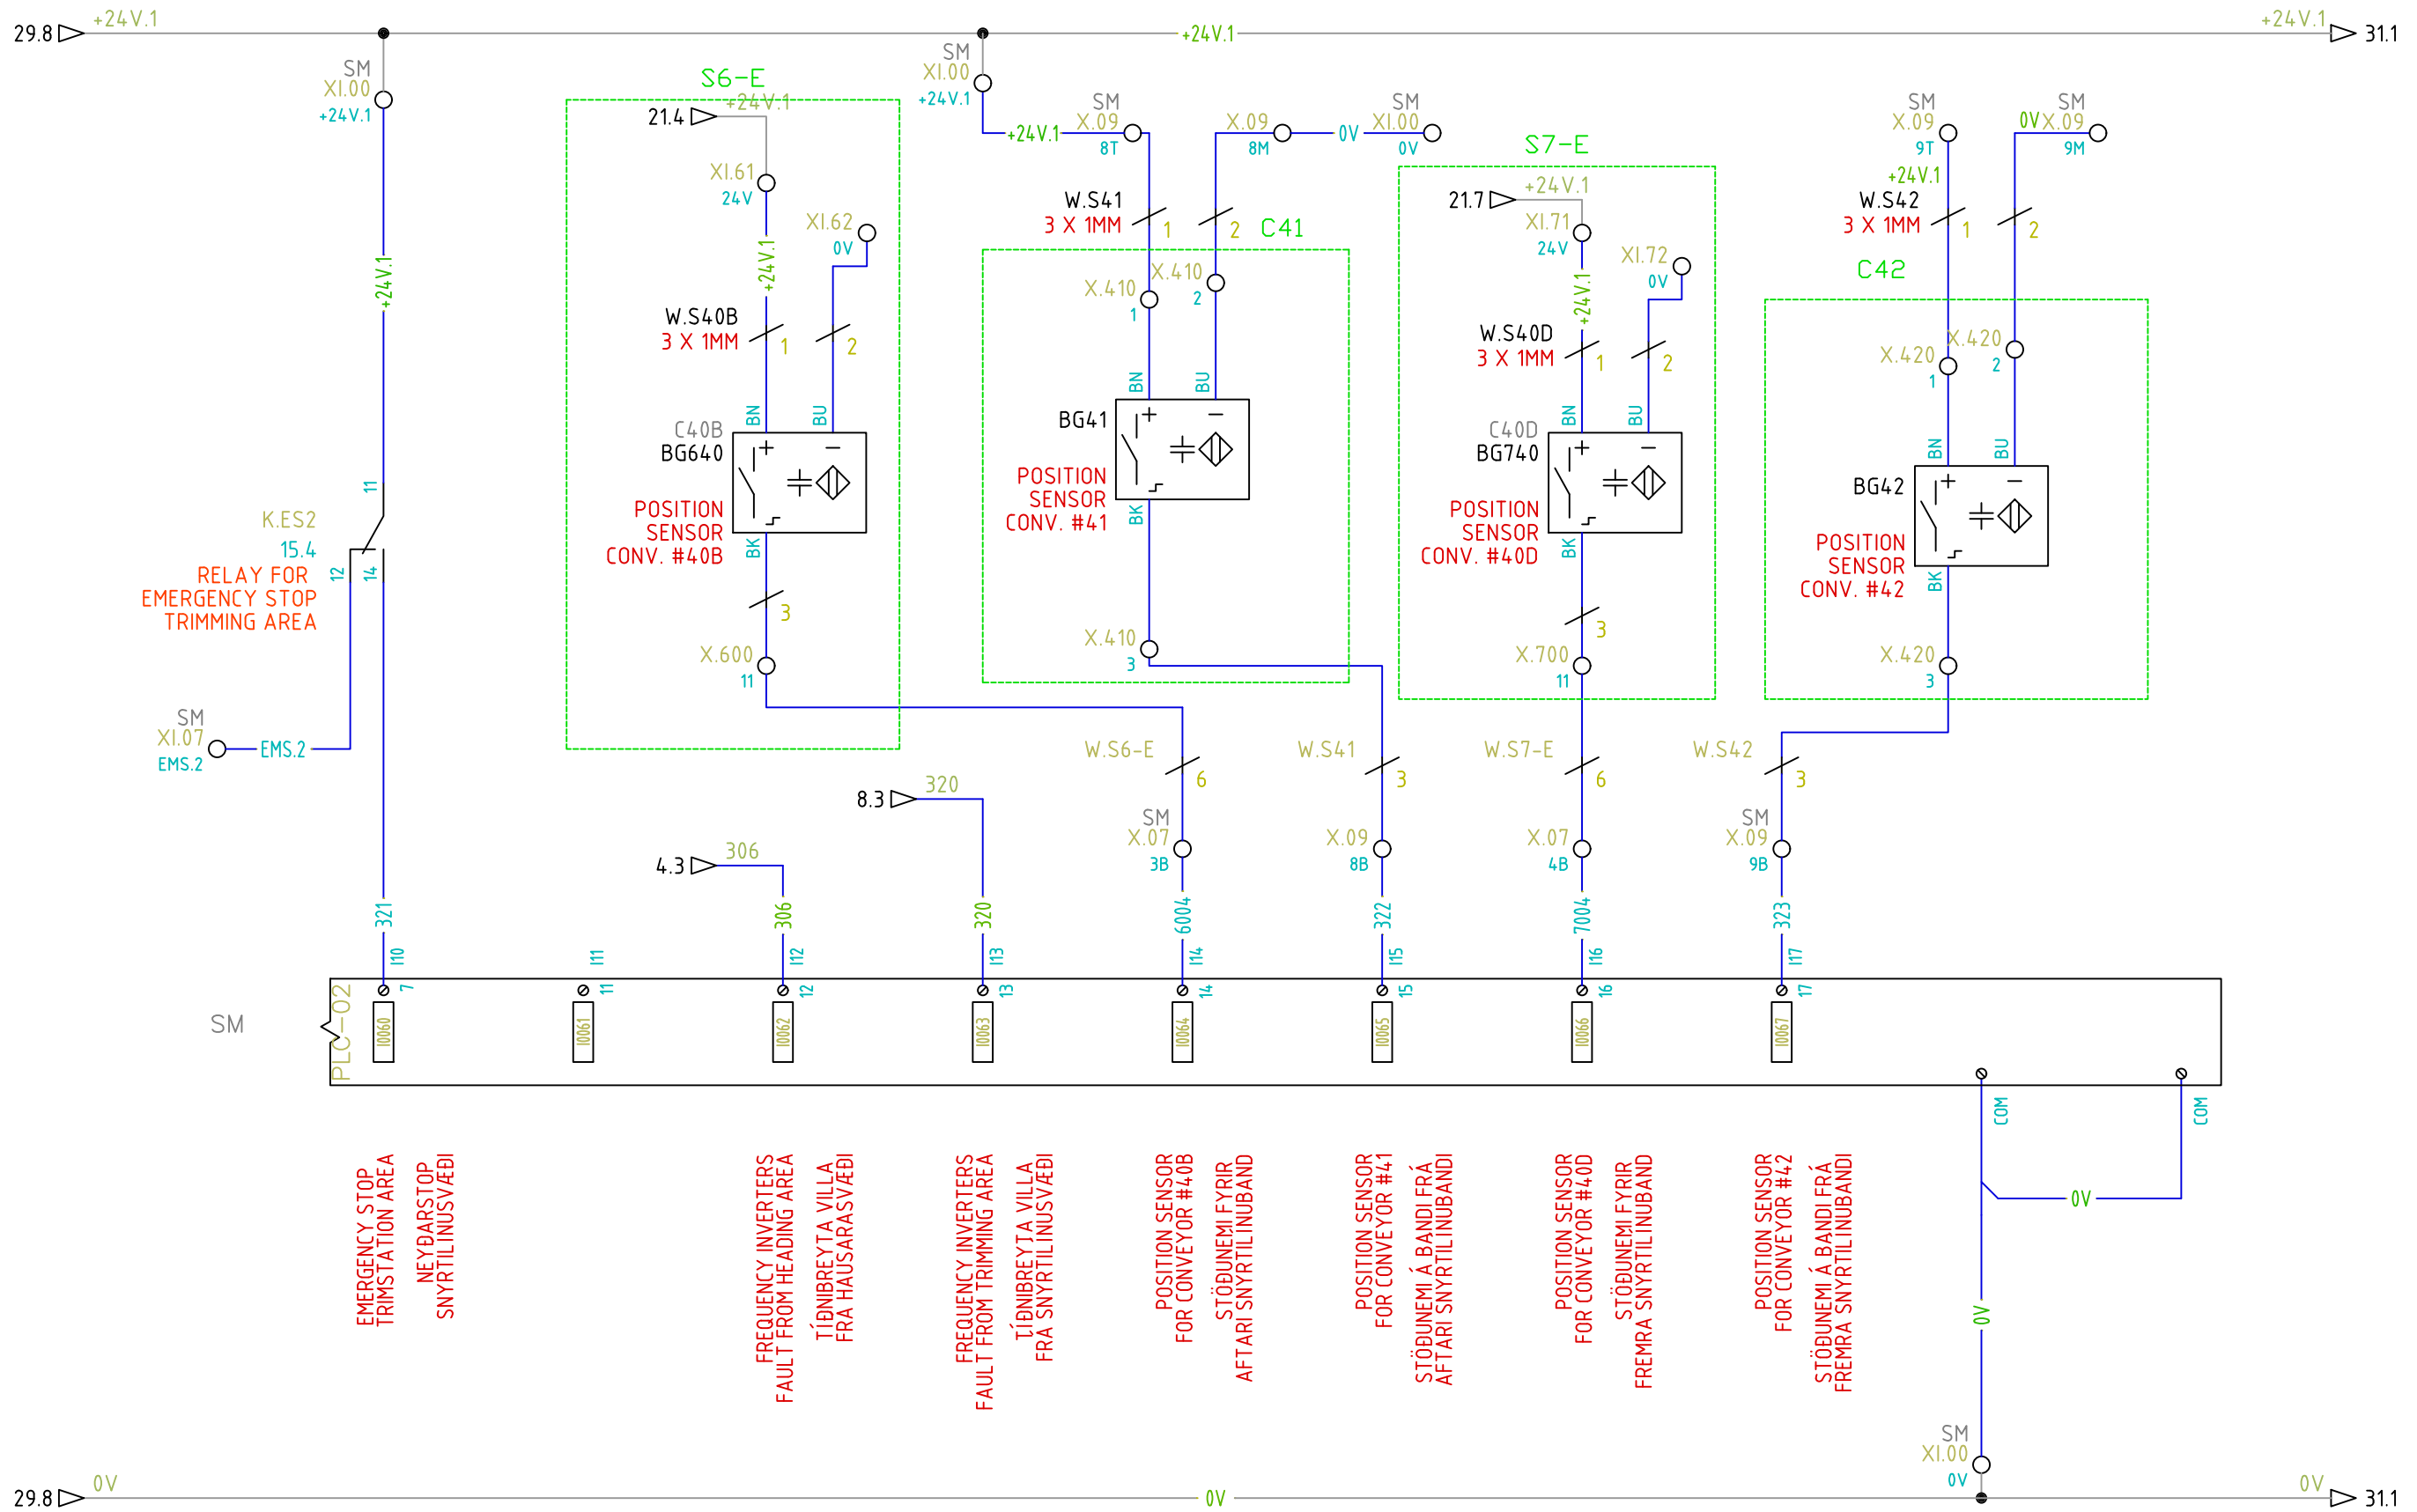 +24V.1
29.8
+24V.1
+24V.1
31.1
SM
XI.00
+24V.1
+24V.1
K.ES2
15.4
RELAY FOR
EMERGENCY STOP
TRIMMING AREA
11
12
14
SM
XI.07
EMS.2
EMS.2
321
S6-E
+24V.1
21.4
XI.61
24V
XI.62
0V
+24V.1
W.S40B
3 X 1MM
1
2
BN
BU
C40B
BG640
POSITION
SENSOR
CONV. #40B
BK
3
X.600
11
SM
XI.00
+24V.1
+24V.1
SM
X.09
8T
X.09
8M
0V
SM
XI.00
0V
W.S41
3 X 1MM
1
2
C41
X.410
1
X.410
2
BN
BU
BG41
POSITION
SENSOR
CONV. #41
BK
X.410
3
S7-E
+24V.1
21.7
XI.71
24V
XI.72
0V
+24V.1
W.S40D
3 X 1MM
1
2
BN
BU
C40D
BG740
POSITION
SENSOR
CONV. #40D
BK
3
X.700
11
SM
X.09
9T
+24V.1
0V
SM
X.09
9M
W.S42
3 X 1MM
1
2
C42
X.420
1
X.420
2
BN
BU
BG42
POSITION
SENSOR
CONV. #42
BK
X.420
3
W.S6-E
6
W.S41
3
W.S7-E
6
W.S42
3
8.3
320
4.3
306
SM
X.07
3B
X.09
8B
X.07
4B
SM
X.09
9B
306
320
6004
322
7004
323
I10
I11
I12
I13
I14
I15
I16
I17
7
11
12
13
14
15
16
17
SM
PLC-02
I0060
I0061
I0062
I0063
I0064
I0065
I0066
I0067
COM
COM
0V
0V
EMERGENCY STOP
TRIMSTATION AREA
NEYÐARSTOP
SNYRTILINUSVÆÐI
FREQUENCY INVERTERS
FAULT FROM HEADING AREA
TÍÐNIBREYTA VILLA
FRA HAUSARASVÆÐI
FREQUENCY INVERTERS
FAULT FROM TRIMMING AREA
TÍÐNIBREYTA VILLA
FRA SNYRTILINUSVÆÐI
POSITION SENSOR
FOR CONVEYOR #40B
STÖÐUNEMI FYRIR
AFTARI SNYRTILINUBAND
POSITION SENSOR
FOR CONVEYOR #41
STÖÐUNEMI Á BANDI FRÁ
AFTARI SNYRTILINUBANDI
POSITION SENSOR
FOR CONVEYOR #40D
STÖÐUNEMI FYRIR
FREMRA SNYRTILINUBAND
POSITION SENSOR
FOR CONVEYOR #42
STÖÐUNEMI Á BANDI FRÁ
FREMRA SNYRTILINUBANDI
SM
XI.00
0V
0V
29.8
0V
0V
31.1